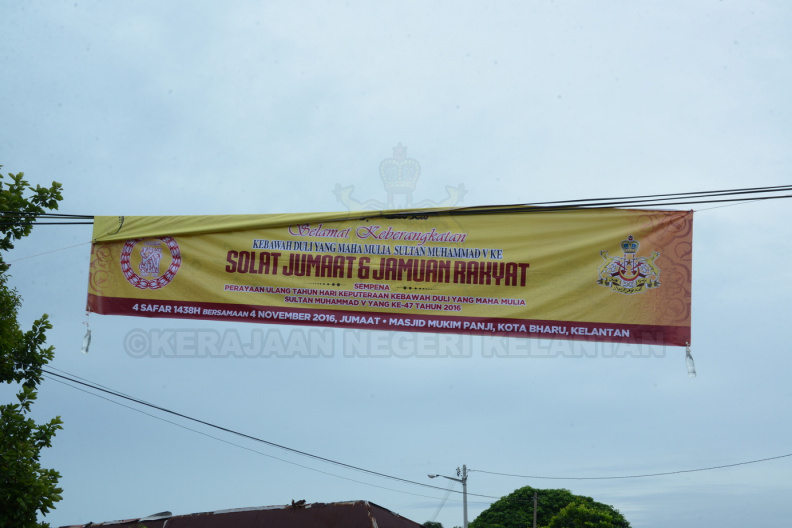 Selamat Keberangkatan
KEBAWAH DULI YANG MAHA MULIA SULTAN MUHAMMAD V KE
SOLAT JUMAAT & JAMUAN RAKYAT
SEMPENA
PERAYAAN ULANG TAHUN HARI KEPUTERAAN KEBAWAH DULI YANG MAHA MULIA
SULTAN MUHAMMAD V YANG KE-47 TAHUN 2016
4 SAFAR 1438H BERSAMAAN 4 NOVEMBER 2016, JUMAAT • MASJID MUKIM PANJI, KOTA BHARU, KELANTAN
©KERAJAAN NEGERI KELANTAN